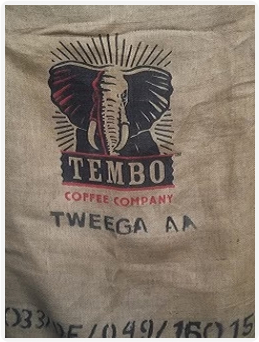 TEMBO
COFFEE COMPANY
TWEEGA AA
033/DE/049/16015